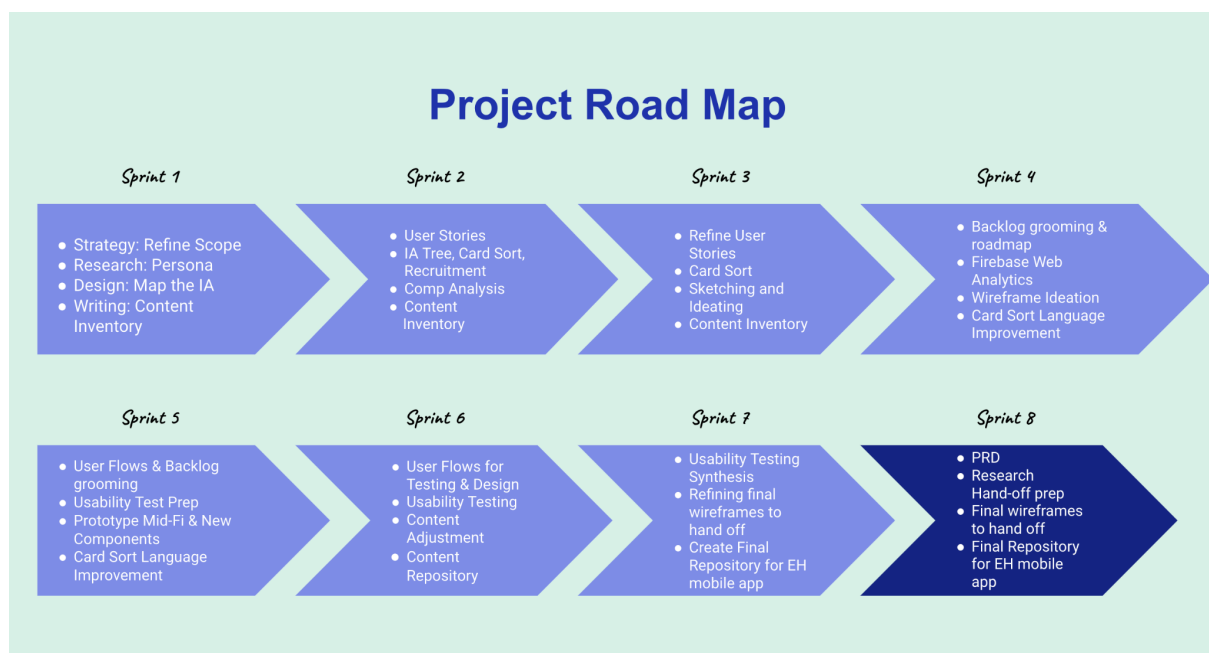 Project Road Map
Sprint 1
● Strategy: Refine Scope
● Research: Persona
● Design: Map the IA
● Writing: Content
Inventory
Sprint 2
● User Stories
● IA Tree, Card Sort,
Recruitment
● Comp Analysis
● Content
Inventory
Sprint 3
● Refine User
Stories
● Card Sort
● Sketching and
Ideating
● Content Inventory
Sprint 4
● Backlog grooming &
roadmap
● Firebase Web
Analytics
● Wireframe Ideation
● Card Sort Language
Improvement
Sprint 5
● User Flows & Backlog
grooming
● Usability Test Prep
● Prototype Mid-Fi & New
Components
● Card Sort Language
Improvement
Sprint 6
● User Flows for
Testing & Design
● Usability Testing
● Content
Adjustment
● Content
Repository
Sprint 7
● Usability Testing
Synthesis
● Refining final
wireframes to
hand off
● Create Final
Repository for EH
mobile app
Sprint 8
● PRD
● Research
Hand-off prep
● Final wireframes
to hand off
● Final Repository
for EH mobile
app